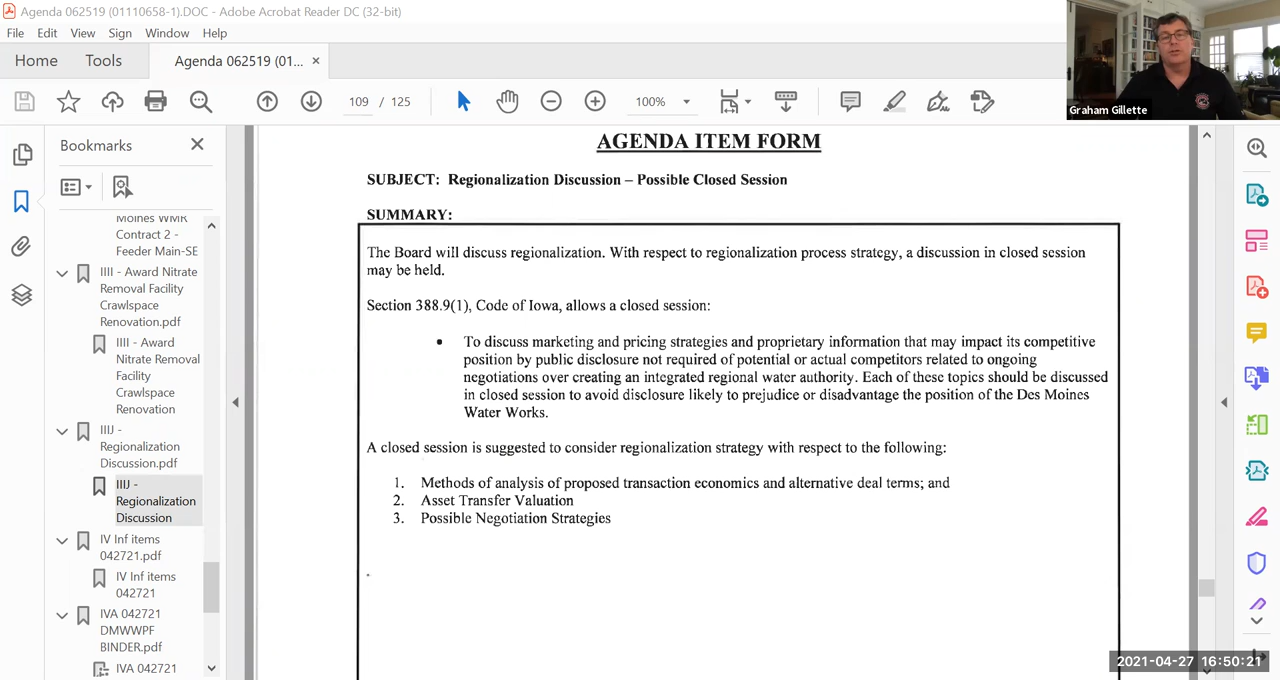 Agenda 062519 (01110658-1).DOC - Adobe Acrobat Reader DC (32-bit)
File Edit View Sign Window Help
Home Tools Agenda 062519 (01... ×
109 / 125 100%
Graham Gillette
Bookmarks
Moines WMR
Contract 2 -
Feeder Main-SE
IIII - Award Nitrate
Removal Facility
Crawlspace
Renovation.pdf
IIII - Award
Nitrate Removal
Facility
Crawlspace
Renovation
IIIJ -
Regionalization
Discussion.pdf
IIIJ -
Regionalization
Discussion
IV Inf items
042721.pdf
IV Inf items
042721
IVA 042721
DMWWPF
BINDER.pdf
IVA 042721
AGENDA ITEM FORM
SUBJECT: Regionalization Discussion – Possible Closed Session
SUMMARY:
The Board will discuss regionalization. With respect to regionalization process strategy, a discussion in closed session
may be held.
Section 388.9(1), Code of Iowa, allows a closed session:
• To discuss marketing and pricing strategies and proprietary information that may impact its competitive
position by public disclosure not required of potential or actual competitors related to ongoing
negotiations over creating an integrated regional water authority. Each of these topics should be discussed
in closed session to avoid disclosure likely to prejudice or disadvantage the position of the Des Moines
Water Works.
A closed session is suggested to consider regionalization strategy with respect to the following:
1. Methods of analysis of proposed transaction economics and alternative deal terms; and
2. Asset Transfer Valuation
3. Possible Negotiation Strategies
2021-04-27 16:50:21